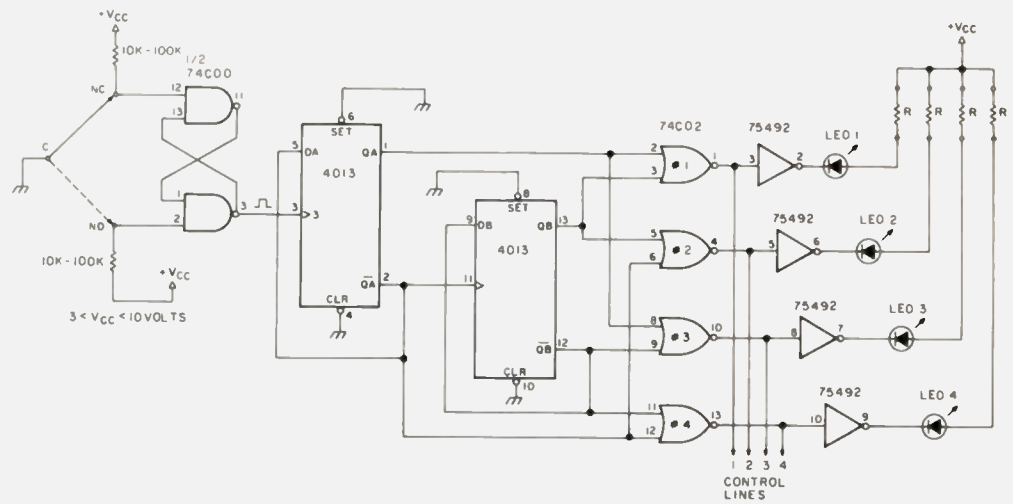 +VCC
10K-100K
1/2
74C00
NC
12
11
13
C
1
3
2
NO
10K-100K
+VCC
3 < VCC < 10 VOLTS
6
SET
5
DA
QA
1
4013
3
3
QA
2
CLR
4
8
SET
9
DB
QB
13
4013
11
QB
12
CLR
10
74C02
2
3
#1
1
5
6
#2
4
8
9
#3
10
11
12
#4
13
75492
3
2
LED 1
75492
5
6
LED 2
75492
8
7
LED 3
75492
10
9
LED 4
+VCC
R
R
R
R
1 2 3 4
CONTROL
LINES